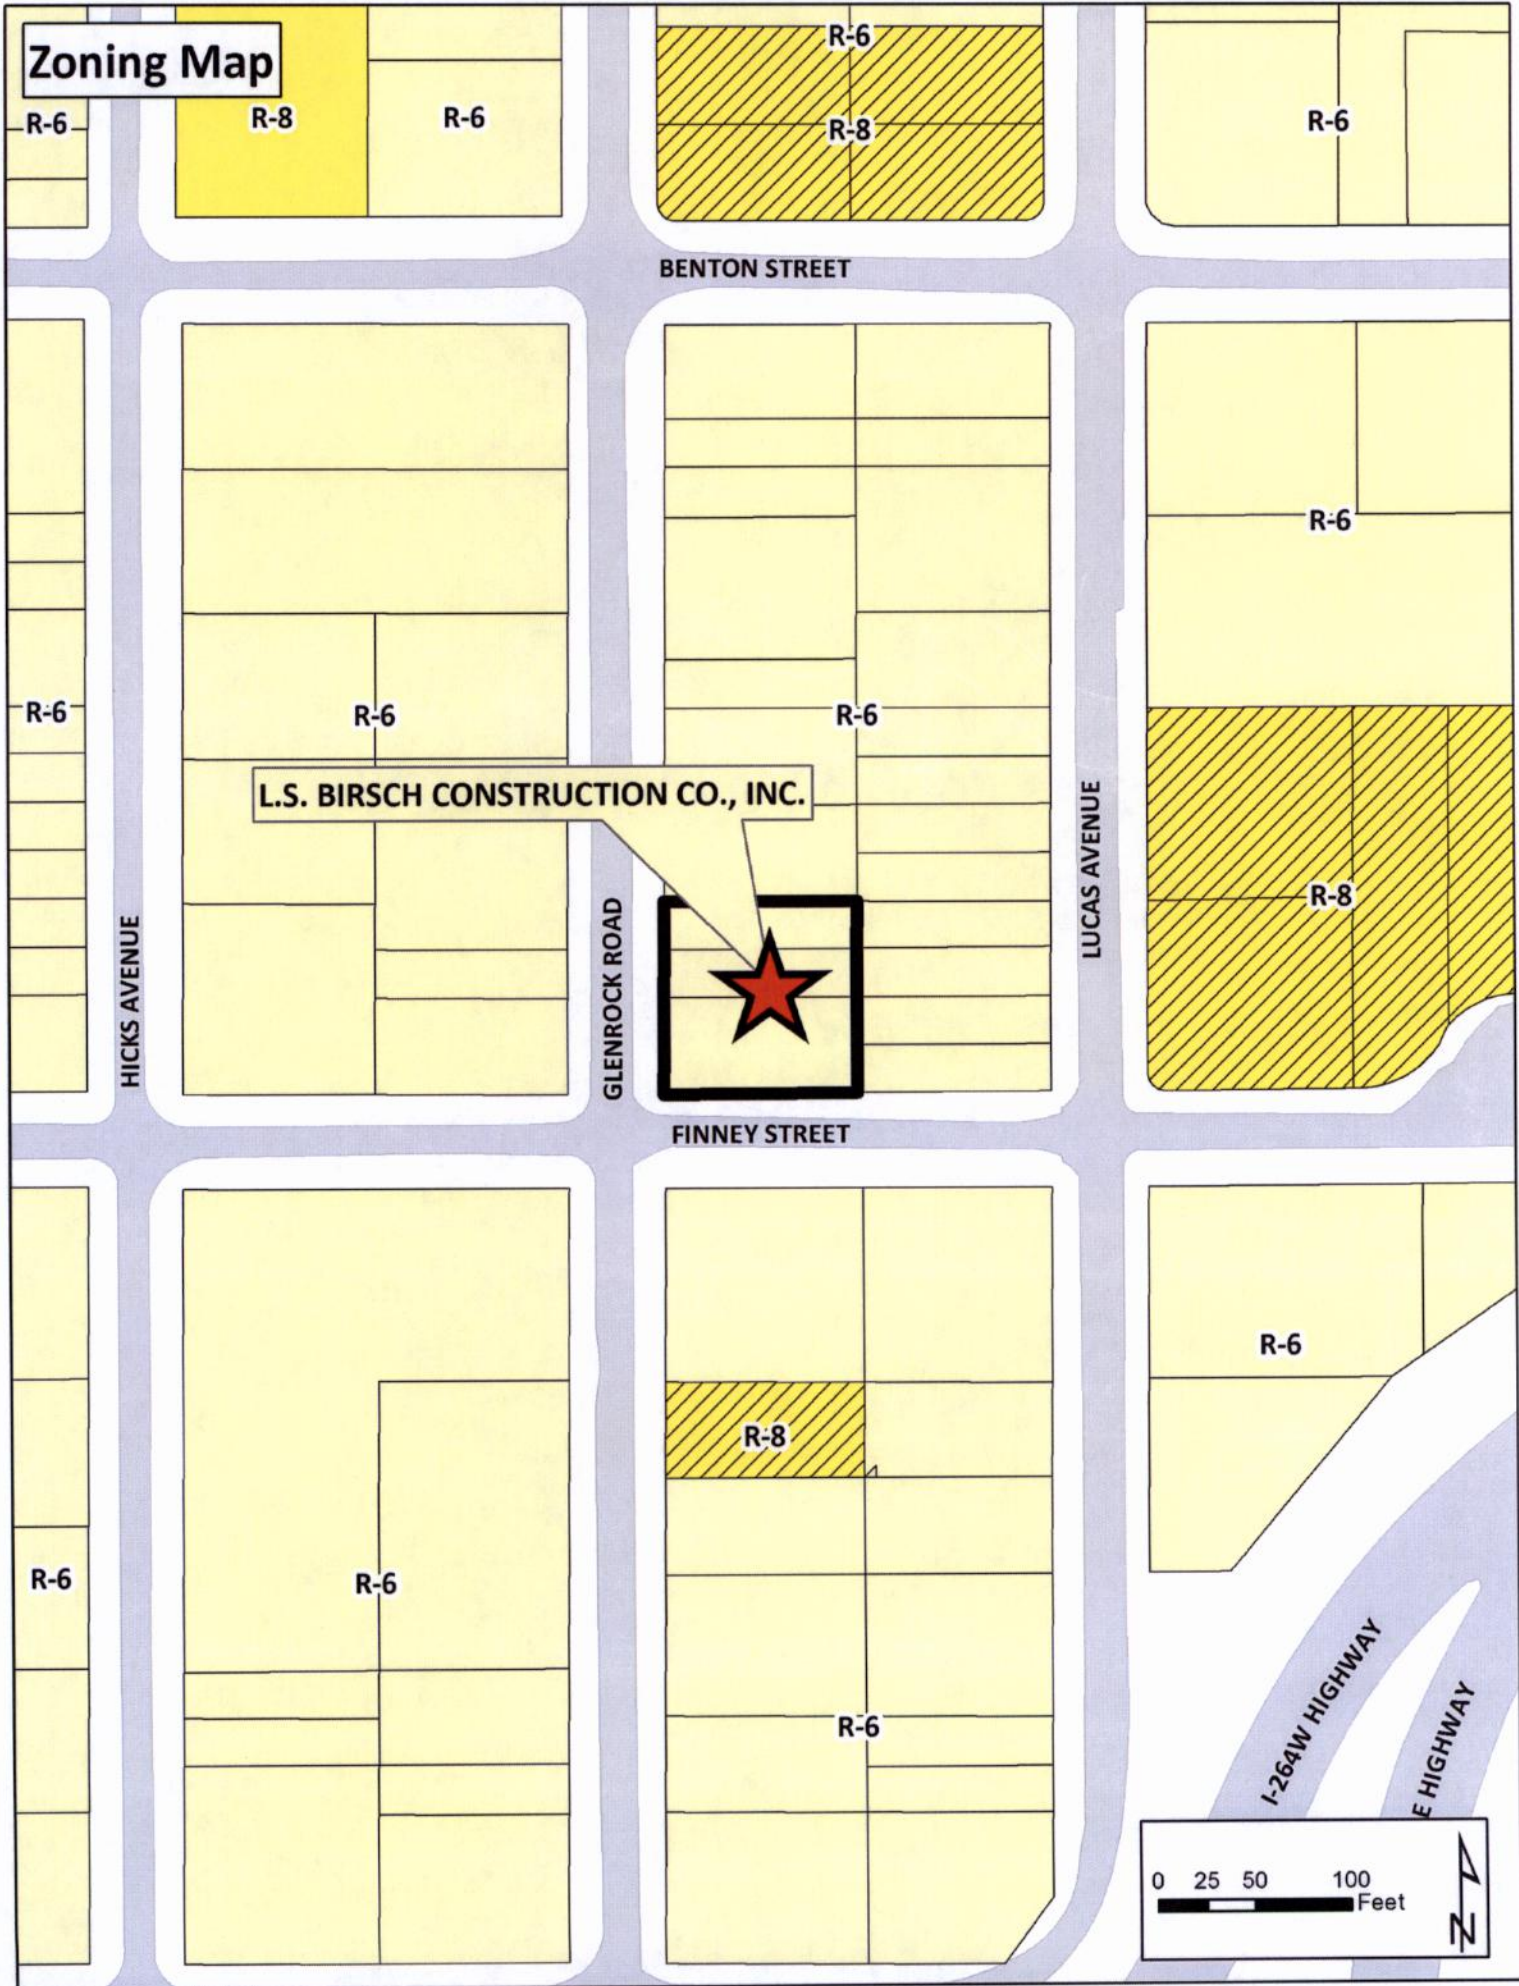 Zoning Map
R-6
R-8
R-6
R-6
R-8
R-6
BENTON STREET
R-6
R-6
R-6
R-6
L.S. BIRSCH CONSTRUCTION CO., INC.
R-8
HICKS AVENUE
GLENROCK ROAD
LUCAS AVENUE
FINNEY STREET
R-6
R-8
R-6
R-6
R-6
I-264W HIGHWAY
E HIGHWAY
0 25 50 100
Feet
N